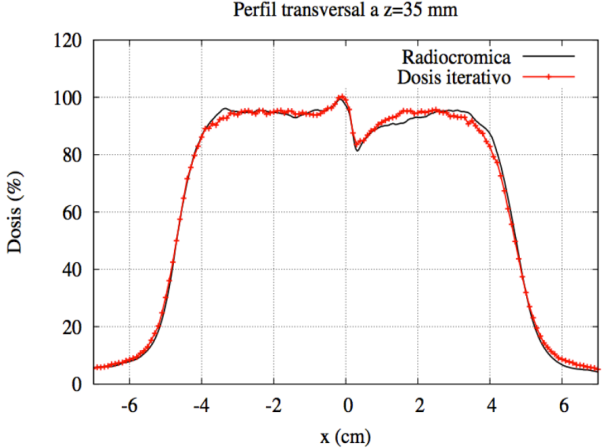 Perfil transversal a z=35 mm
120
100
80
60
40
20
0
Dosis (%)
Radiocromica
Dosis iterativo
-6
-4
-2
0
2
4
6
x (cm)